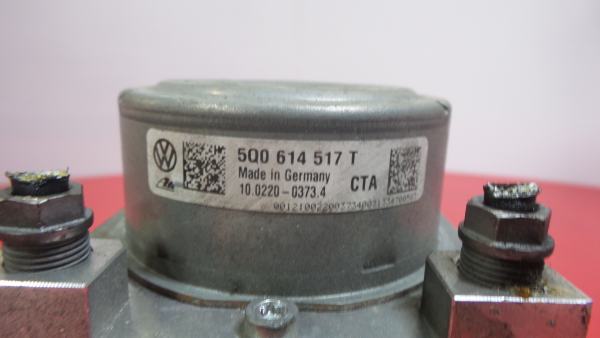 5Q0 614 517 T
Made in Germany
10.0220-0373.4 CTA